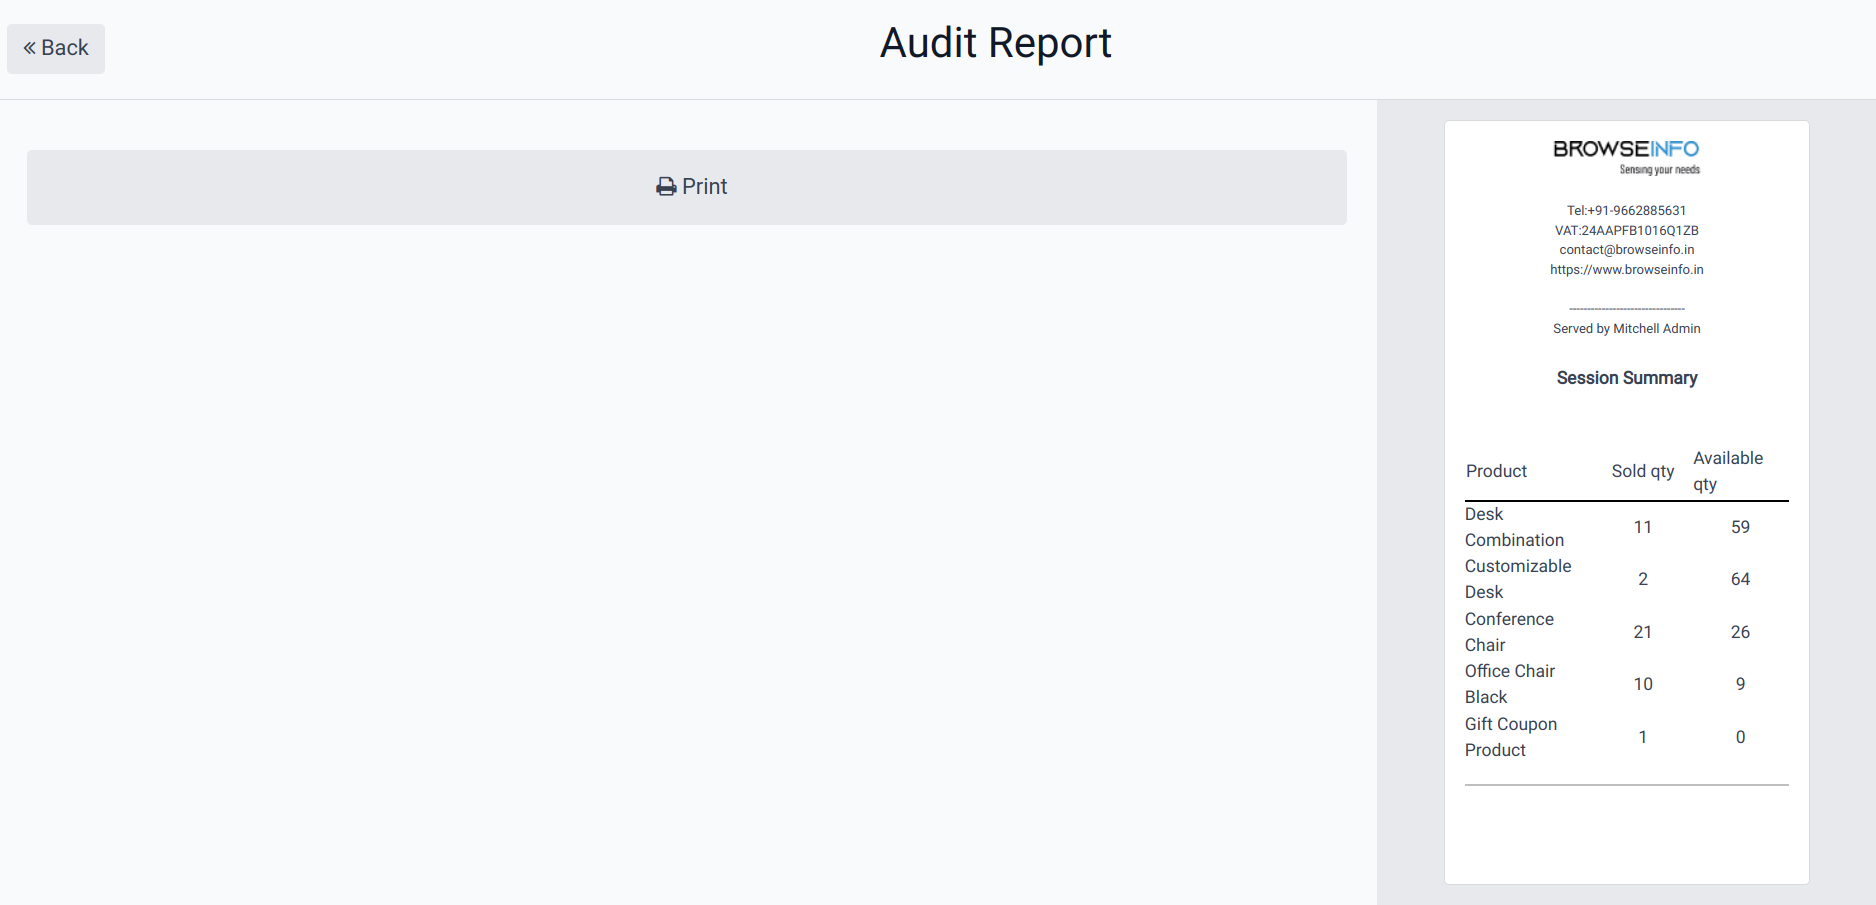 Back
Audit Report
Print
BROWSEINFO
Sensing your needs
Tel:+91-9662885631
VAT:24AAPFB1016Q1ZB
contact@browseinfo.in
https://www.browseinfo.in
--------------------------------
Served by Mitchell Admin
Session Summary
Product Sold qty Available qty
Desk Combination 11 59
Customizable Desk 2 64
Conference Chair 21 26
Office Chair Black 10 9
Gift Coupon Product 1 0